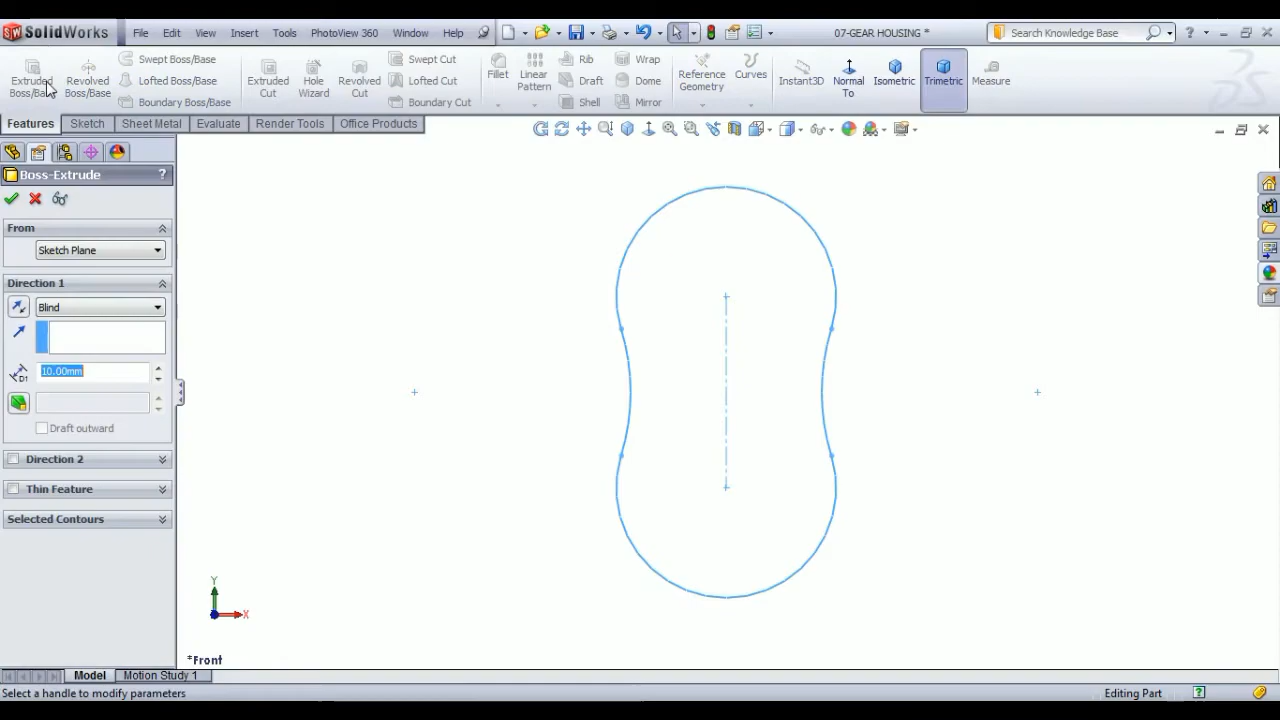 SolidWorks File Edit View Insert Tools PhotoView 360 Window Help 07-GEAR HOUSING * Search Knowledge Base ?
Extruded Boss/Base
Revolved Boss/Base
Swept Boss/Base
Lofted Boss/Base
Boundary Boss/Base
Extruded Cut
Hole Wizard
Revolved Cut
Swept Cut
Lofted Cut
Boundary Cut
Fillet
Linear Pattern
Rib
Draft
Shell
Wrap
Dome
Mirror
Reference Geometry
Curves
Instant3D
Normal To
Isometric
Trimetric
Measure
Features Sketch Sheet Metal Evaluate Render Tools Office Products
Boss-Extrude ?
From
Sketch Plane
Direction 1
Blind
D1 10.00mm
Draft outward
Direction 2
Thin Feature
Selected Contours
Y
X
*Front
Model Motion Study 1
Select a handle to modify parameters Editing Part ?